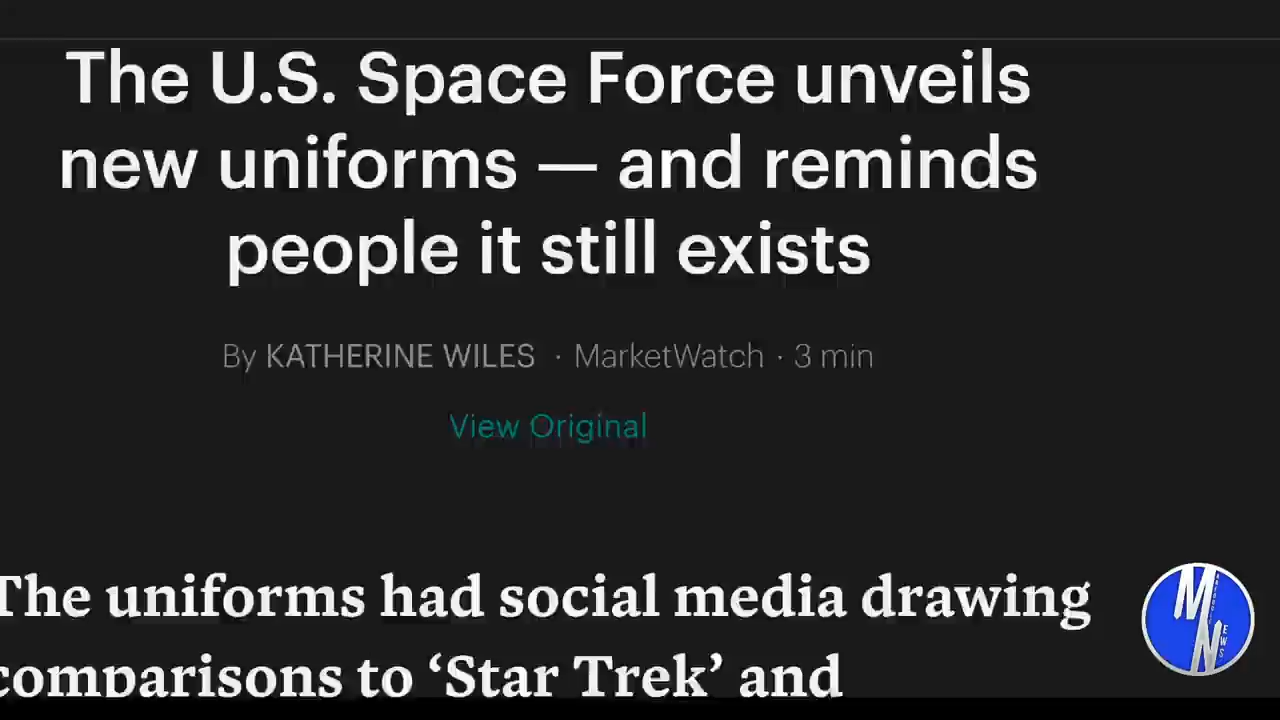 The U.S. Space Force unveils
new uniforms — and reminds
people it still exists
By KATHERINE WILES · MarketWatch · 3 min
View Original
The uniforms had social media drawing
comparisons to ‘Star Trek’ and
MN